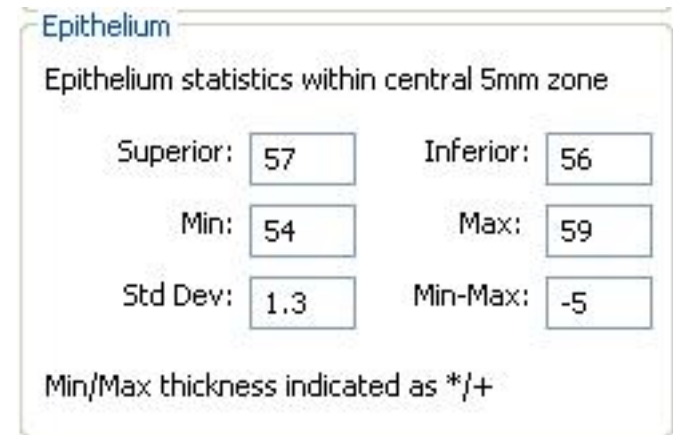 Epithelium
Epithelium statistics within central 5mm zone
Superior: 57 Inferior: 56
Min: 54 Max: 59
Std Dev: 1.3 Min-Max: -5
Min/Max thickness indicated as */+